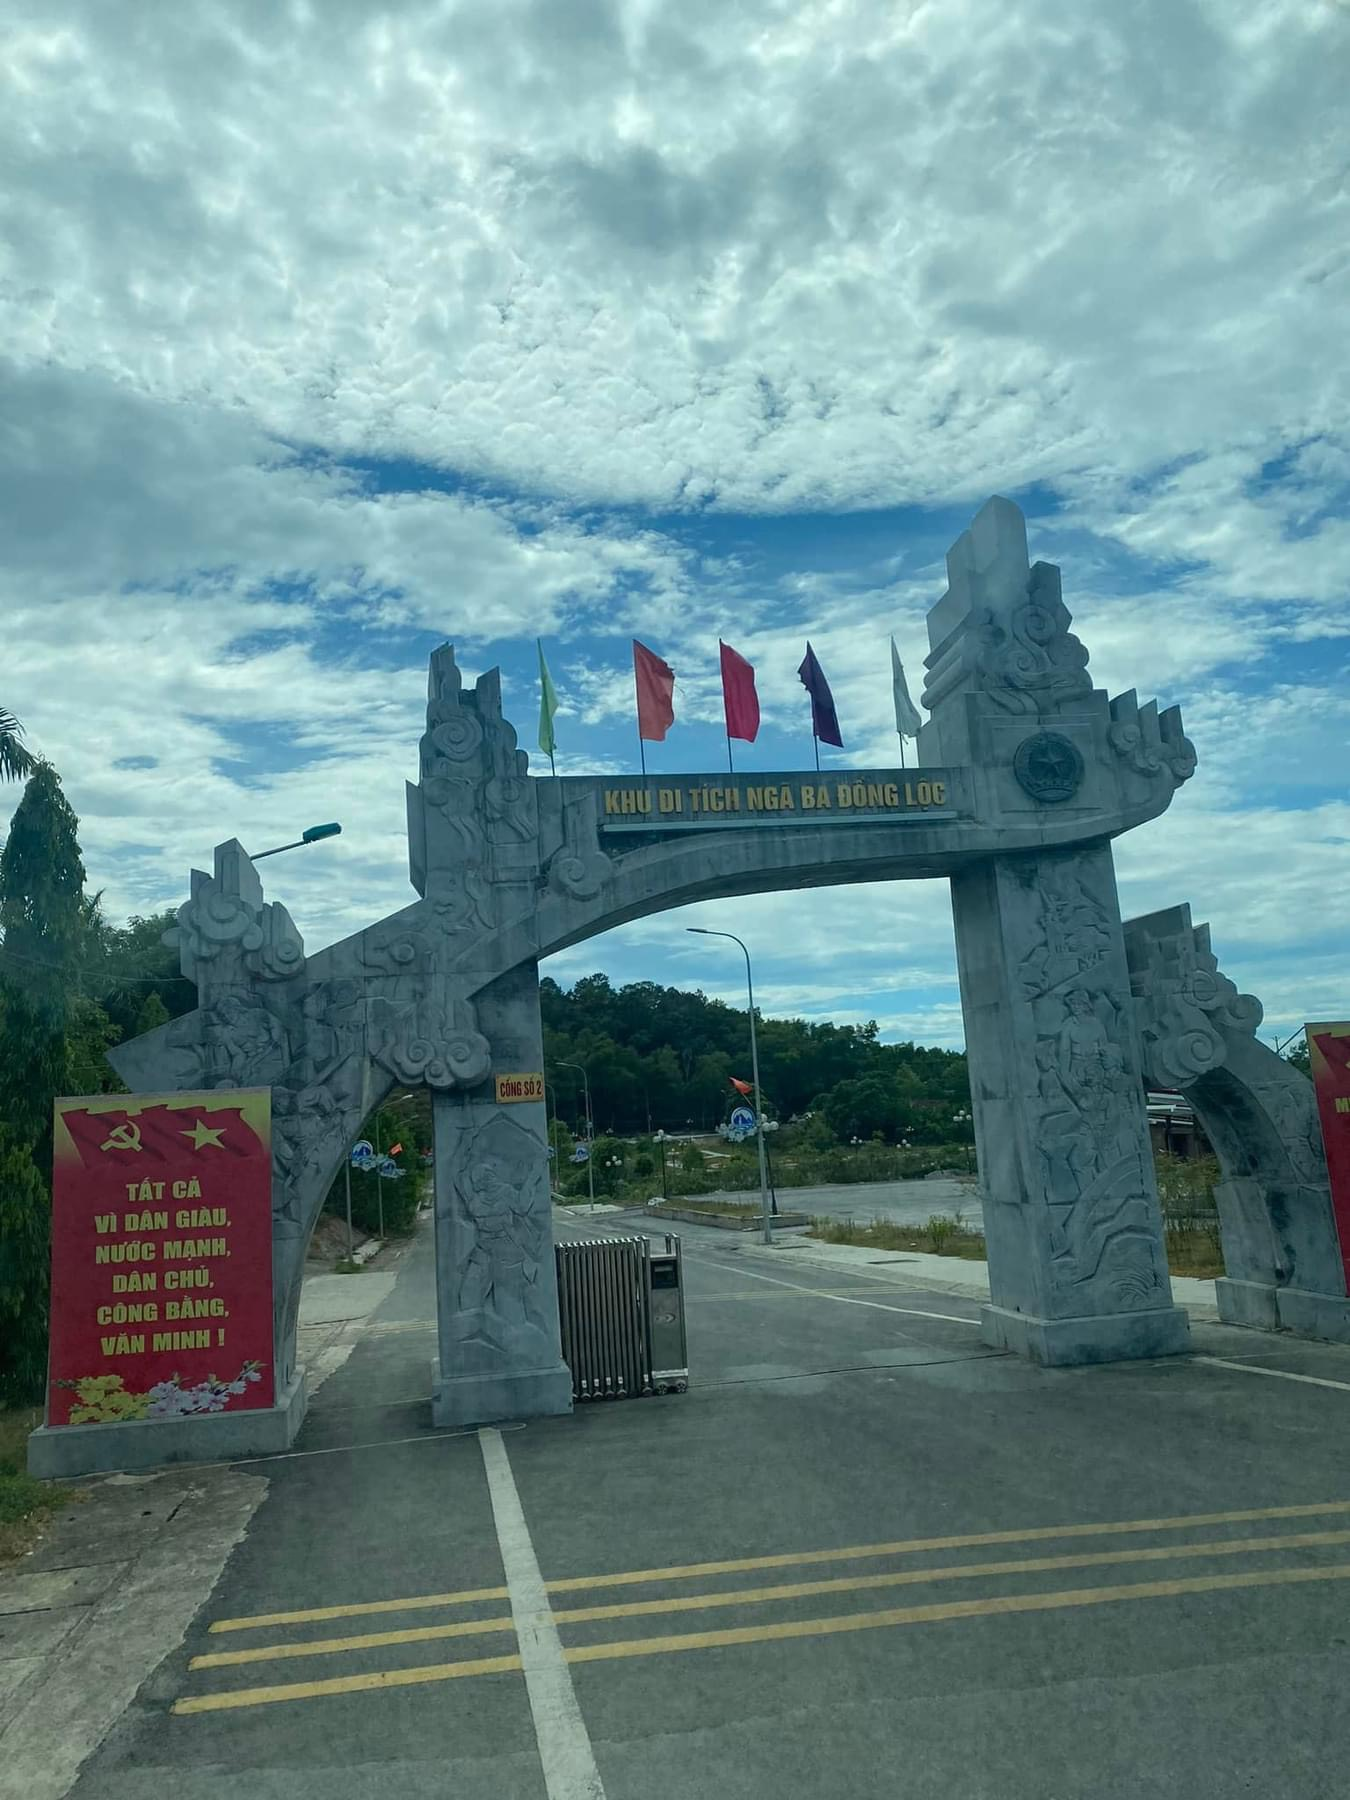 KHU DI TÍCH NGÃ BA ĐỒNG LỘC
CỔNG SỐ 2
TẤT CẢ
VÌ DÂN GIÀU,
NƯỚC MẠNH,
DÂN CHỦ,
CÔNG BẰNG,
VĂN MINH !